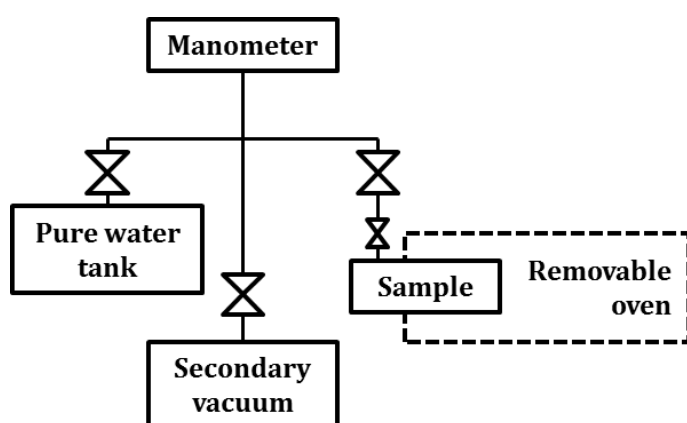 Manometer
Pure water
tank
Sample
Removable
oven
Secondary
vacuum